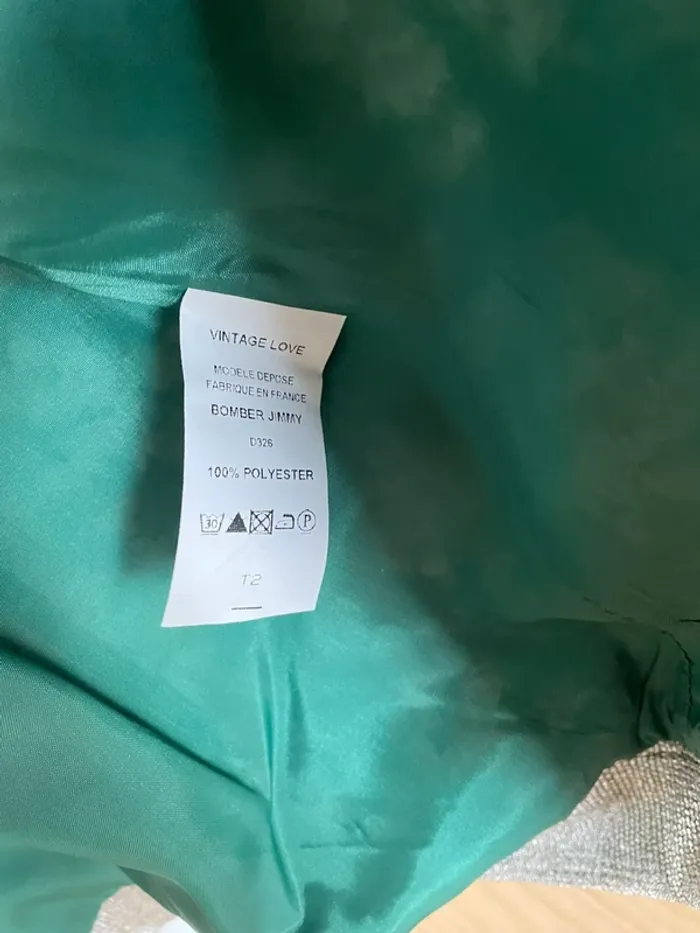 VINTAGE LOVE
MODELE DEPOSE
FABRIQUE EN FRANCE
BOMBER JIMMY
D326
100% POLYESTER
30 P
T2